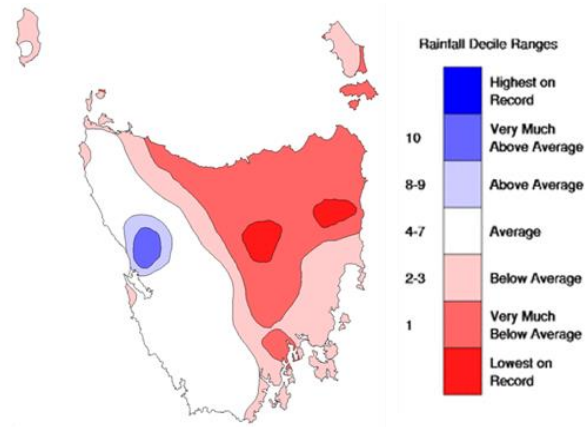 Rainfall Decile Ranges
Highest on
Record
10
Very Much
Above Average
8-9
Above Average
4-7
Average
2-3
Below Average
1
Very Much
Below Average
Lowest on
Record